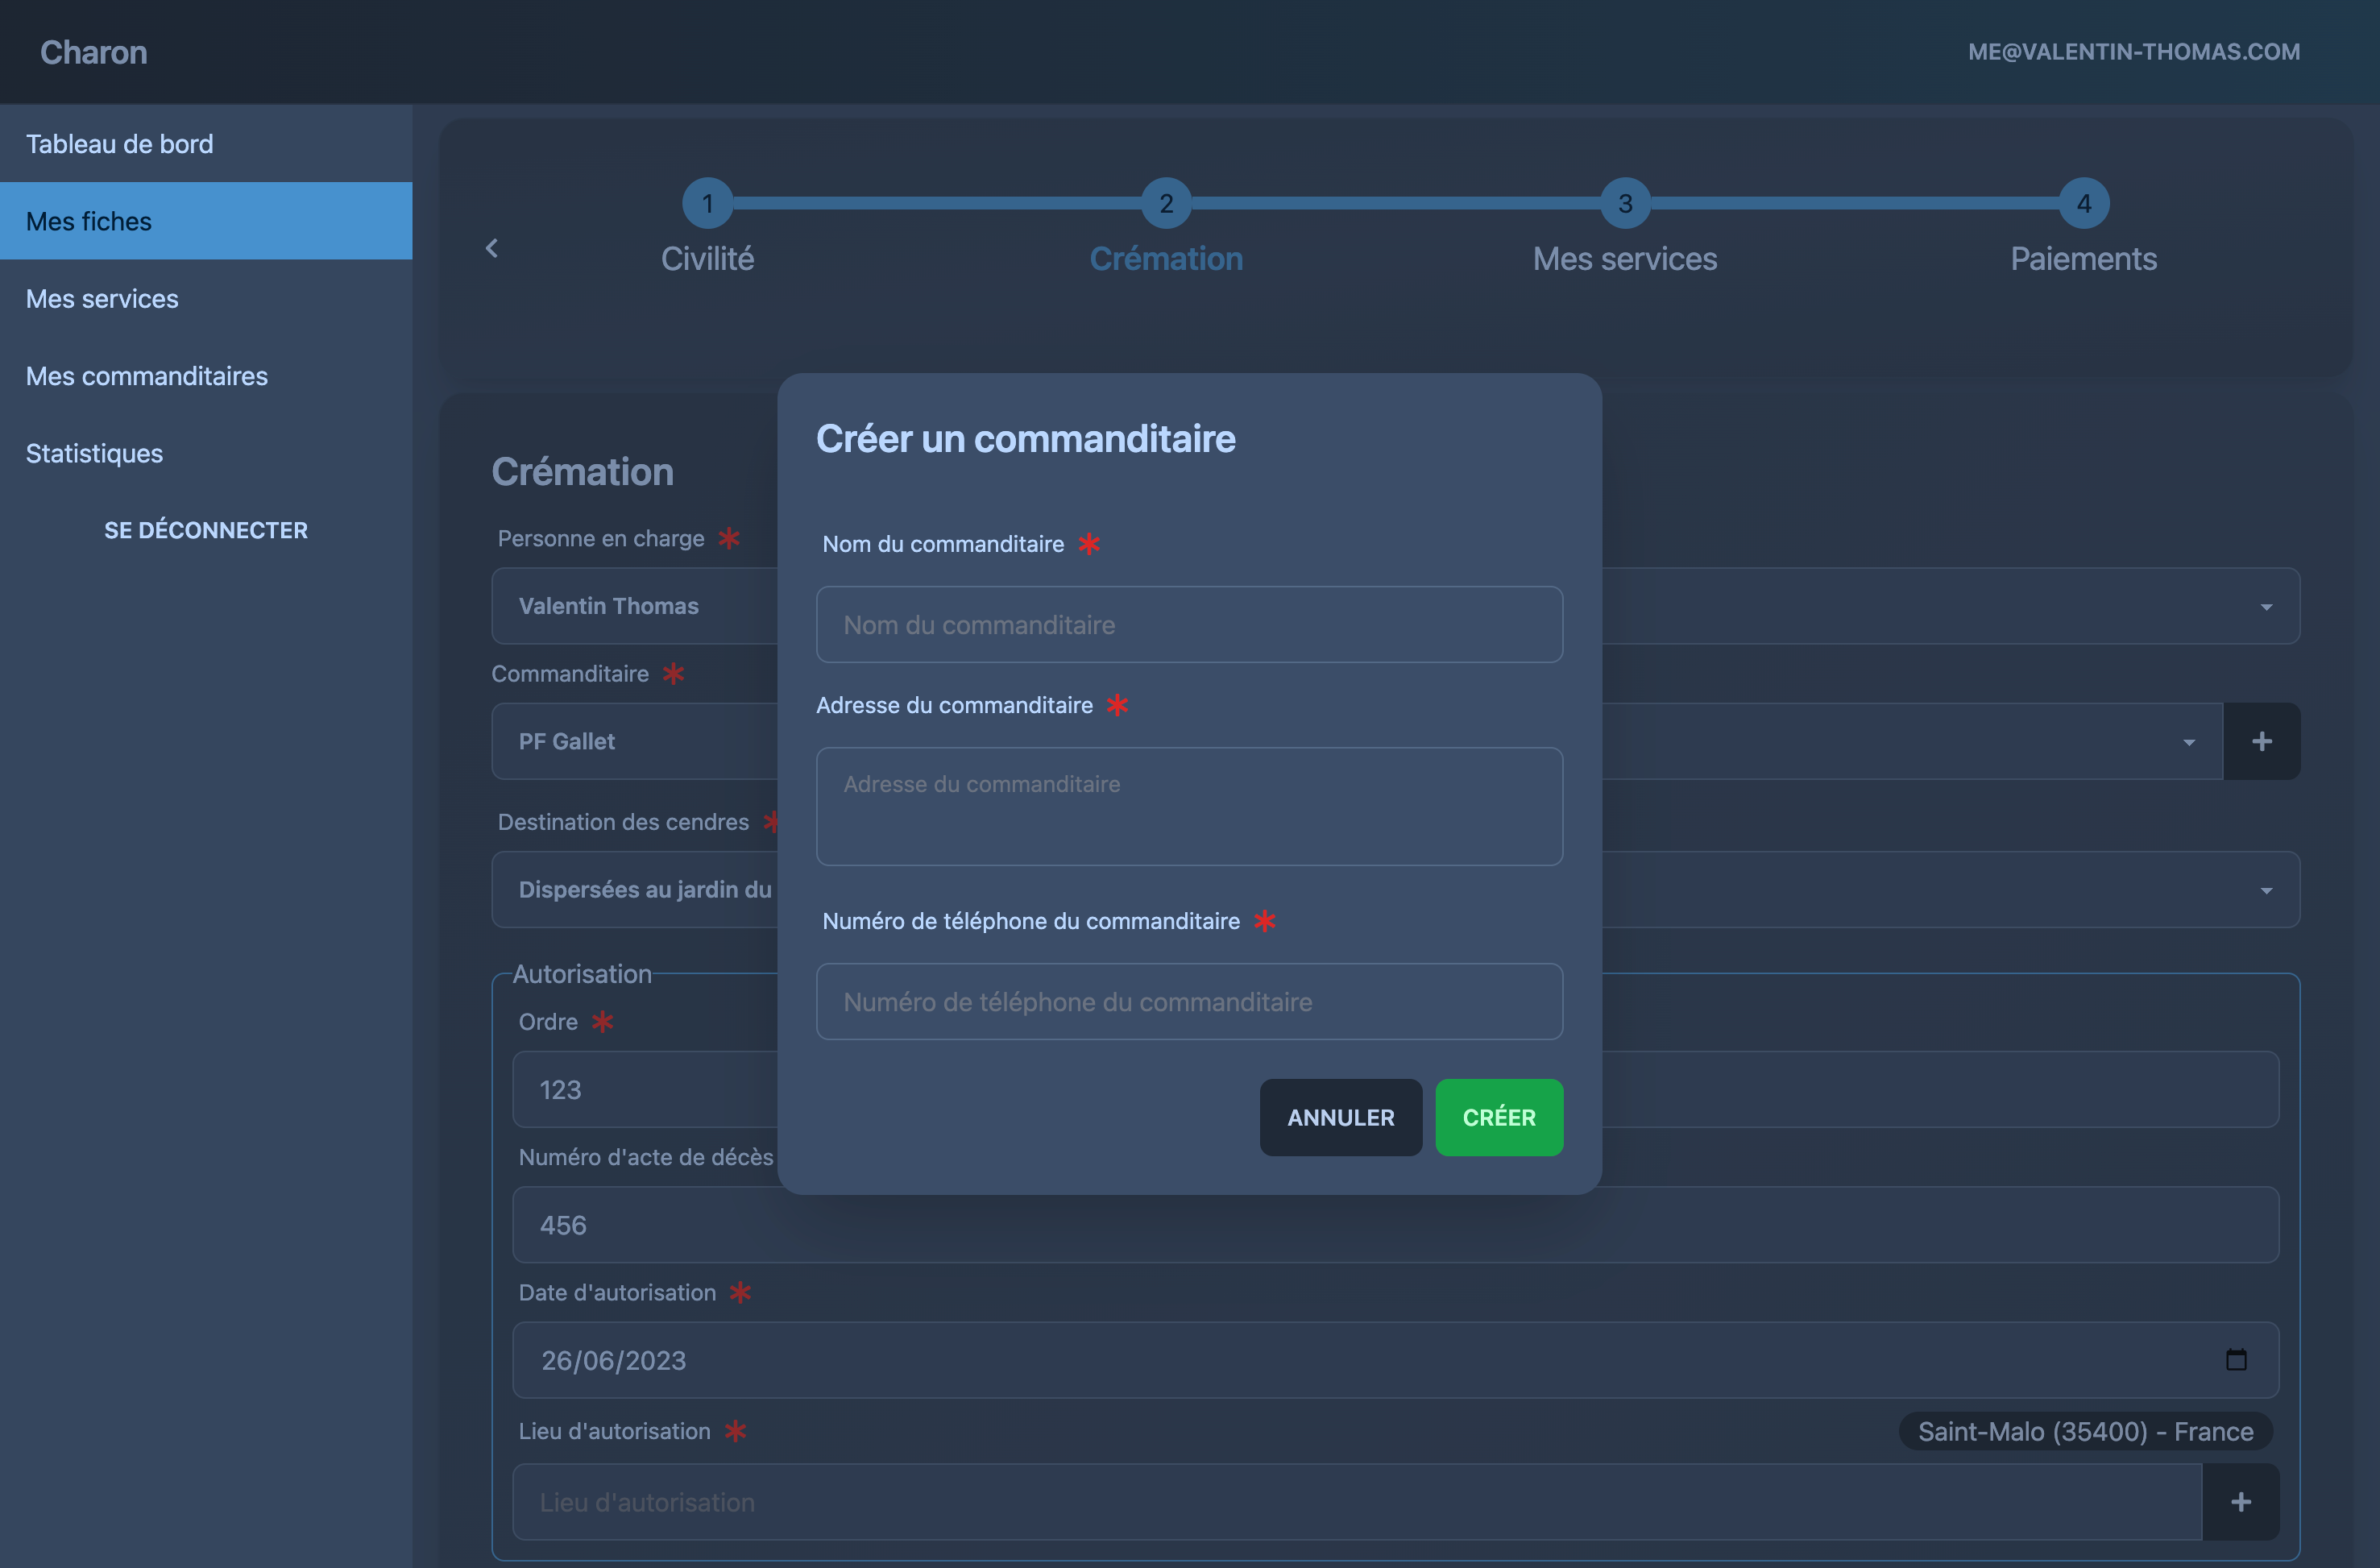 Charon
ME@VALENTIN-THOMAS.COM
Tableau de bord
Mes fiches
Mes services
Mes commanditaires
Statistiques
SE DÉCONNECTER
1
2
3
4
Civilité
Crémation
Mes services
Paiements
Crémation
Personne en charge *
Valentin Thomas
Commanditaire *
PF Gallet
+
Destination des cendres *
Dispersées au jardin du
Autorisation
Ordre *
123
Numéro d'acte de décès
456
Date d'autorisation *
26/06/2023
Lieu d'autorisation *
Saint-Malo (35400) - France
Lieu d'autorisation
+
Créer un commanditaire
Nom du commanditaire *
Nom du commanditaire
Adresse du commanditaire *
Adresse du commanditaire
Numéro de téléphone du commanditaire *
Numéro de téléphone du commanditaire
ANNULER
CRÉER